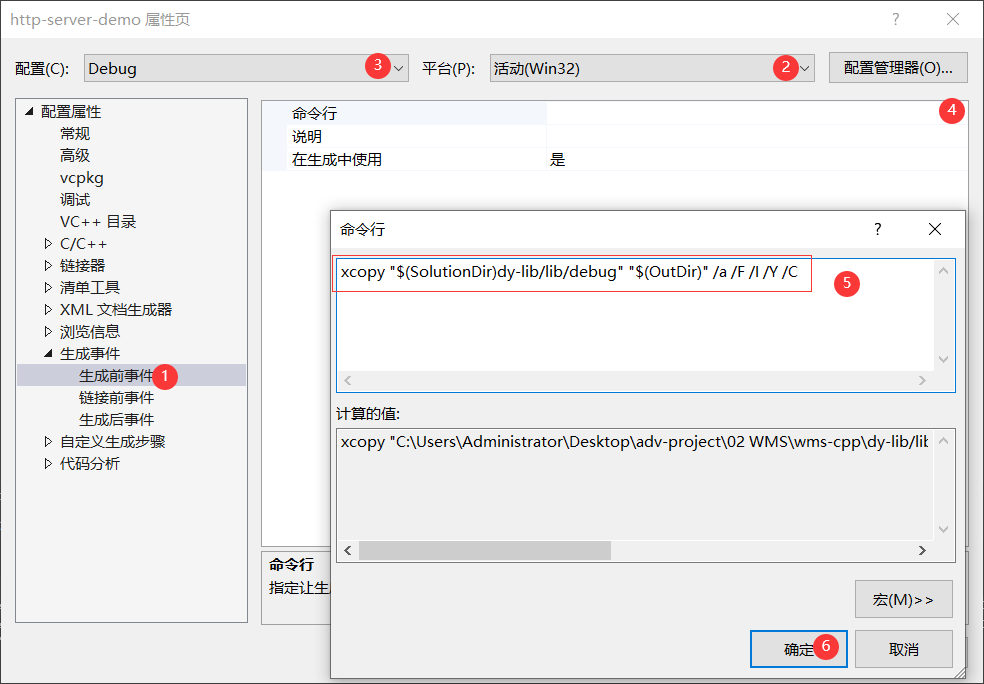 http-server-demo 属性页
?
配置(C):
Debug
3
平台(P):
活动(Win32)
2
配置管理器(O)...
配置属性
常规
高级
vcpkg
调试
VC++ 目录
C/C++
链接器
清单工具
XML 文档生成器
浏览信息
生成事件
生成前事件
1
链接前事件
生成后事件
自定义生成步骤
代码分析
命令行
4
说明
在生成中使用
是
命令行
指定让生
命令行
?
xcopy "$(SolutionDir)dy-lib/lib/debug" "$(OutDir)" /a /F /I /Y /C
5
计算的值:
xcopy "C:\Users\Administrator\Desktop\adv-project\02 WMS\wms-cpp\dy-lib/lib
宏(M)>>
确定
6
取消